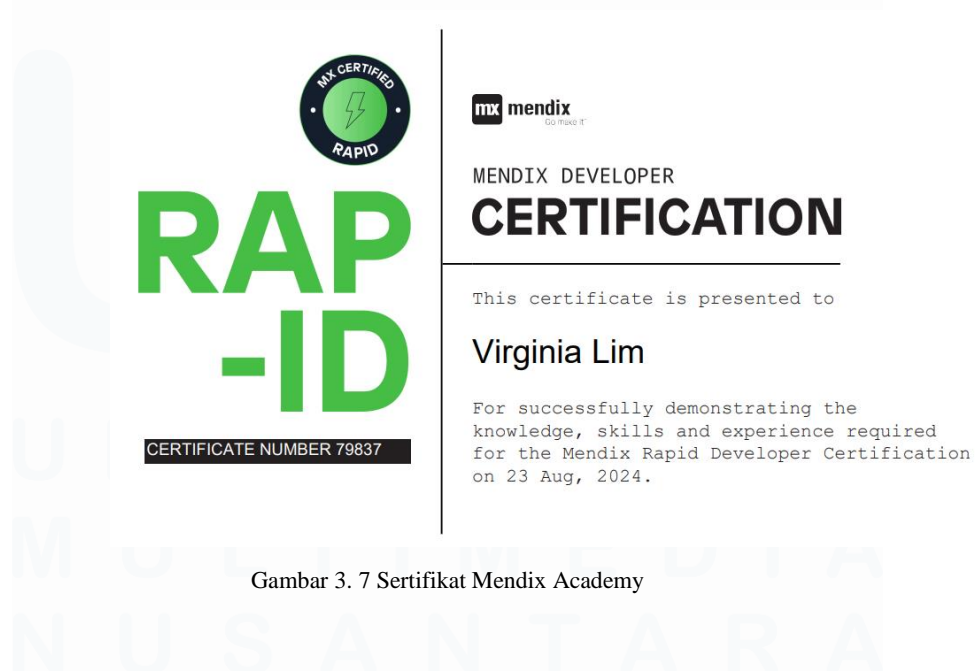 MX CERTIFIED
RAPID
RAP
-ID
CERTIFICATE NUMBER 79837
mx mendix
Go make it
MENDIX DEVELOPER
CERTIFICATION
This certificate is presented to
Virginia Lim
For successfully demonstrating the
knowledge, skills and experience required
for the Mendix Rapid Developer Certification
on 23 Aug, 2024.
Gambar 3. 7 Sertifikat Mendix Academy
MULTIMEDIA
NUSANTARA